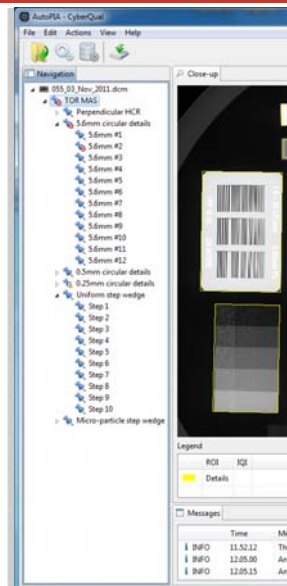 AutoPIA - CyberQual
File Edit Actions View Help
Navigation
Close-up
055_03_Nov_2011.dcm
TOR MAS
Perpendicular HCR
5.6mm circular details
5.6mm #1
5.6mm #2
5.6mm #3
5.6mm #4
5.6mm #5
5.6mm #6
5.6mm #7
5.6mm #8
5.6mm #9
5.6mm #10
5.6mm #11
5.6mm #12
0.5mm circular details
0.25mm circular details
Uniform step wedge
Step 1
Step 2
Step 3
Step 4
Step 5
Step 6
Step 7
Step 8
Step 9
Step 10
Micro-particle step wedge
Legend
ROI IQI
Details
Messages
Time Me
INFO 11.52.12 Th
INFO 12.05.00 An
INFO 12.05.15 An